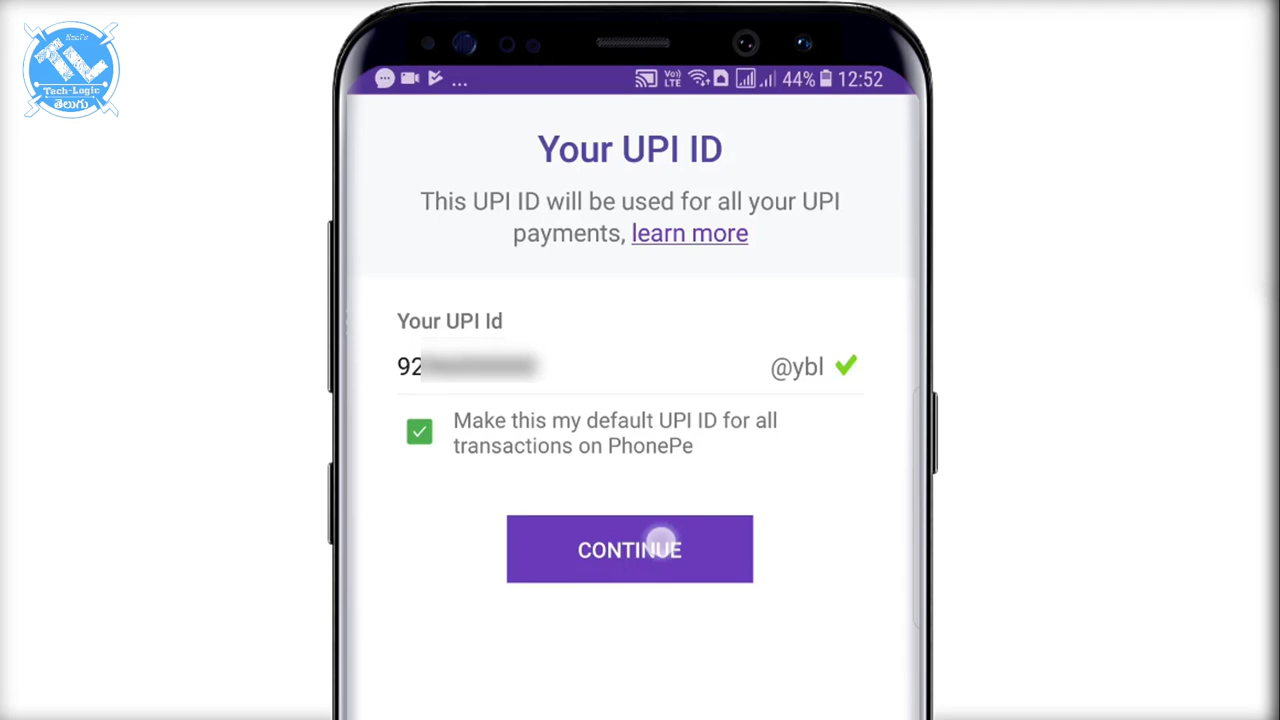 Tech-Logic
తెలుగు
44% 12:52
Your UPI ID
This UPI ID will be used for all your UPI
payments, learn more
Your UPI Id
92
@ybl
Make this my default UPI ID for all
transactions on PhonePe
CONTINUE